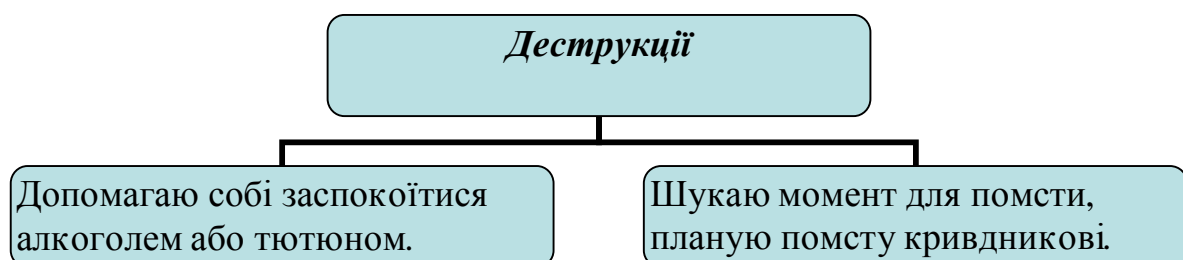 Деструкції
Допомагаю собі заспокоїтися
алкоголем або тютюном.
Шукаю момент для помсти,
планую помсту кривдникові.